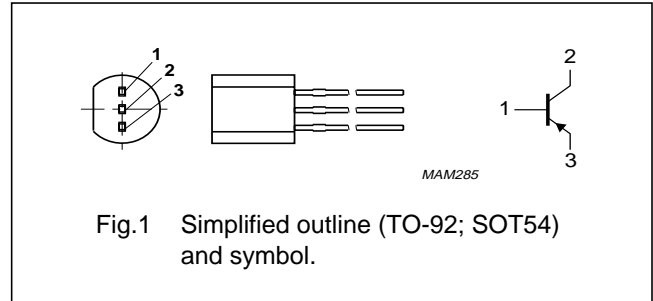 1
2
3
2
1
3
MAM285
Fig.1 Simplified outline (TO-92; SOT54)
and symbol.